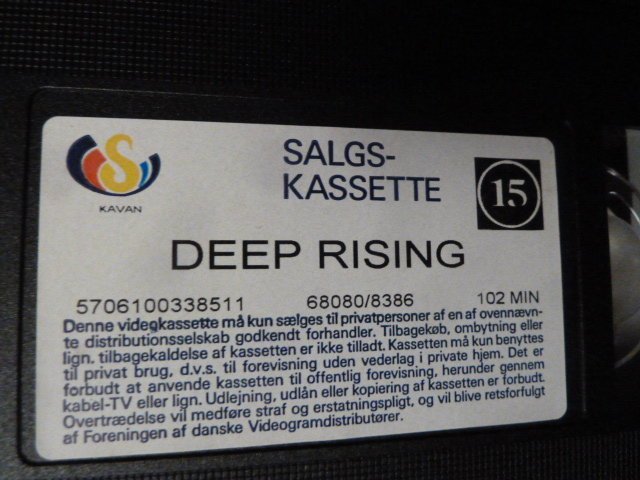 S
KAVAN
SALGS-
KASSETTE
15
DEEP RISING
5706100338511 68080/8386 102 MIN
Denne videokassette må kun sælges til privatpersoner af en af ovennævn-
te distributionsselskab godkendt forhandler. Tilbagekøb, ombytning eller
lign. tilbagekaldelse af kassetten er ikke tilladt. Kassetten må kun benyttes
til privat brug, d.v.s. til forevisning uden vederlag i private hjem. Det er
forbudt at anvende kassetten til offentlig forevisning, herunder gennem
kabel-TV eller lign. Udlejning, udlån eller kopiering af kassetten er forbudt.
Overtrædelse vil medføre straf og erstatningspligt, og vil blive retsforfulgt
af Foreningen af danske Videogramdistributører.